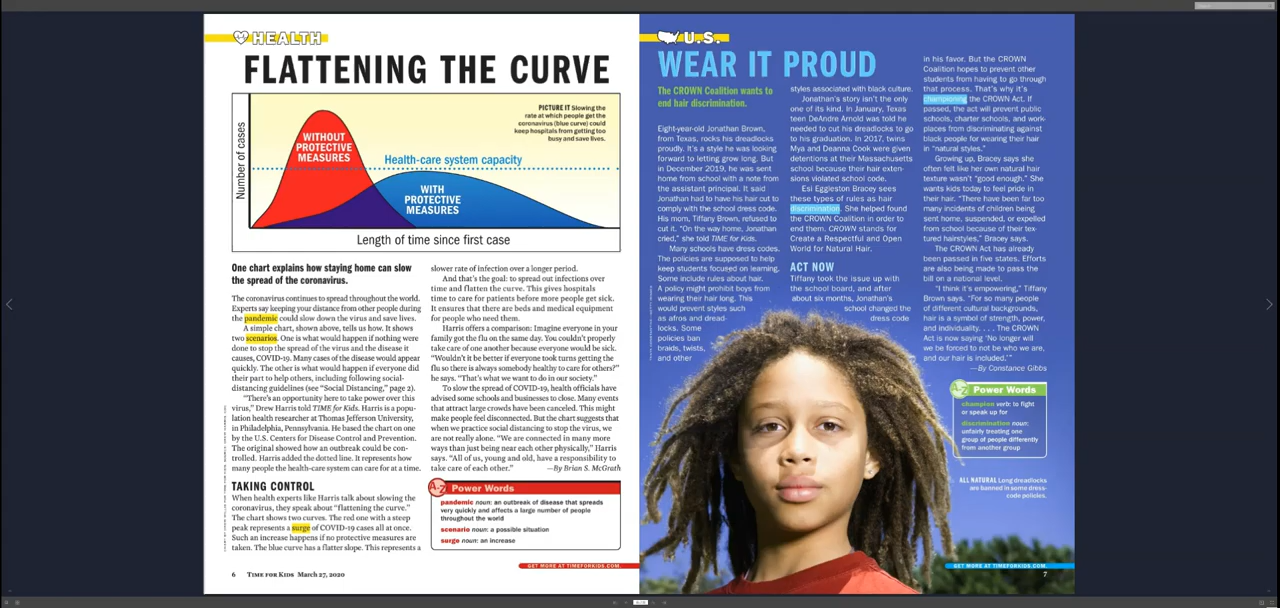 HEALTH
FLATTENING THE CURVE
Number of cases
WITHOUT
PROTECTIVE
MEASURES
PICTURE IT Slowing the
rate at which people get the
coronavirus (blue curve) could
keep hospitals from getting too
busy and save lives.
Health-care system capacity
WITH
PROTECTIVE
MEASURES
Length of time since first case
One chart explains how staying home can slow
the spread of the coronavirus.
The coronavirus continues to spread throughout the world.
Experts say keeping your distance from other people during
the pandemic could slow down the virus and save lives.
A simple chart, shown above, tells us how. It shows
two scenarios. One is what would happen if nothing were
done to stop the spread of the virus and the disease it
causes, COVID-19. Many cases of the disease would appear
quickly. The other is what would happen if everyone did
their part to help others, including following social-
distancing guidelines (see "Social Distancing," page 2).
"There's an opportunity here to take power over this
virus," Drew Harris told TIME for Kids. Harris is a popu-
lation health researcher at Thomas Jefferson University,
in Philadelphia, Pennsylvania. He based the chart on one
by the U.S. Centers for Disease Control and Prevention.
The original showed how an outbreak could be con-
trolled. Harris added the dotted line. It represents how
many people the health-care system can care for at a time.
TAKING CONTROL
When health experts like Harris talk about slowing the
coronavirus, they speak about "flattening the curve."
The chart shows two curves. The red one with a steep
peak represents a surge of COVID-19 cases all at once.
Such an increase happens if no protective measures are
taken. The blue curve has a flatter slope. This represents a
slower rate of infection over a longer period.
And that's the goal: to spread out infections over
time and flatten the curve. This gives hospitals
time to care for patients before more people get sick.
It ensures that there are beds and medical equipment
for people who need them.
Harris offers a comparison: Imagine everyone in your
family got the flu on the same day. You couldn't properly
take care of one another because everyone would be sick.
"Wouldn't it be better if everyone took turns getting the
flu so there is always somebody healthy to care for others?"
he says. "That's what we want to do in our society."
To slow the spread of COVID-19, health officials have
advised some schools and businesses to close. Many events
that attract large crowds have been canceled. This might
make people feel disconnected. But the chart suggests that
when we practice social distancing to stop the virus, we
are not really alone. "We are connected in many more
ways than just being near each other physically," Harris
says. "All of us, young and old, have a responsibility to
take care of each other." —By Brian S. McGrath
A-Z Power Words
pandemic noun: an outbreak of disease that spreads
very quickly and affects a large number of people
throughout the world
scenario noun: a possible situation
surge noun: an increase
GET MORE AT TIMEFORKIDS.COM.
6 TIME FOR KIDS March 27, 2020
U.S.
WEAR IT PROUD
The CROWN Coalition wants to
end hair discrimination.
Eight-year-old Jonathan Brown,
from Texas, rocks his dreadlocks
proudly. It's a style he was looking
forward to letting grow long. But
in December 2019, he was sent
home from school with a note from
the assistant principal. It said
Jonathan had to have his hair cut to
comply with the school dress code.
His mom, Tiffany Brown, refused to
cut it. "On the way home, Jonathan
cried," she told TIME for Kids.
Many schools have dress codes.
The policies are supposed to help
keep students focused on learning.
Some include rules about hair.
A policy might prohibit boys from
wearing their hair long. This
would prevent styles such
as afros and dread-
locks. Some
policies ban
braids, twists,
and other
styles associated with black culture.
Jonathan's story isn't the only
one of its kind. In January, Texas
teen DeAndre Arnold was told he
needed to cut his dreadlocks to go
to his graduation. In 2017, twins
Mya and Deanna Cook were given
detentions at their Massachusetts
school because their hair exten-
sions violated school code.
Esi Eggleston Bracey sees
these types of rules as hair
discrimination. She helped found
the CROWN Coalition in order to
end them. CROWN stands for
Create a Respectful and Open
World for Natural Hair.
ACT NOW
Tiffany took the issue up with
the school board, and after
about six months, Jonathan's
school changed the
dress code
in his favor. But the CROWN
Coalition hopes to prevent other
students from having to go through
that process. That's why it's
championing the CROWN Act. If
passed, the act will prevent public
schools, charter schools, and work-
places from discriminating against
black people for wearing their hair
in "natural styles."
Growing up, Bracey says she
often felt like her own natural hair
texture wasn't "good enough." She
wants kids today to feel pride in
their hair. "There have been far too
many incidents of children being
sent home, suspended, or expelled
from school because of their tex-
tured hairstyles," Bracey says.
The CROWN Act has already
been passed in five states. Efforts
are also being made to pass the
bill on a national level.
"I think it's empowering," Tiffany
Brown says. "For so many people
of different cultural backgrounds,
hair is a symbol of strength, power,
and individuality. . . . The CROWN
Act is now saying 'No longer will
we be forced to not be who we are,
and our hair is included.'"
—By Constance Gibbs
A-Z Power Words
champion verb: to fight
or speak up for
discrimination noun:
unfairly treating one
group of people differently
from another group
ALL NATURAL Long dreadlocks
are banned in some dress-
code policies.
GET MORE AT TIMEFORKIDS.COM.
7